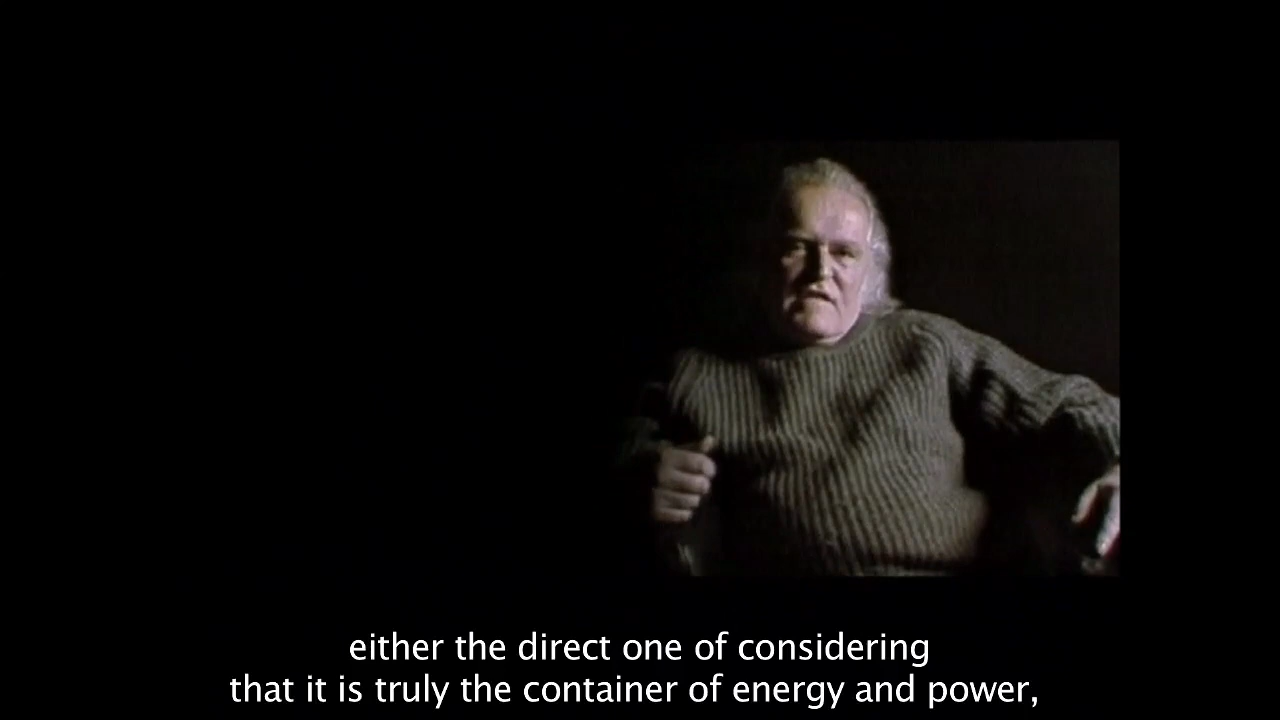 either the direct one of considering
that it is truly the container of energy and power,